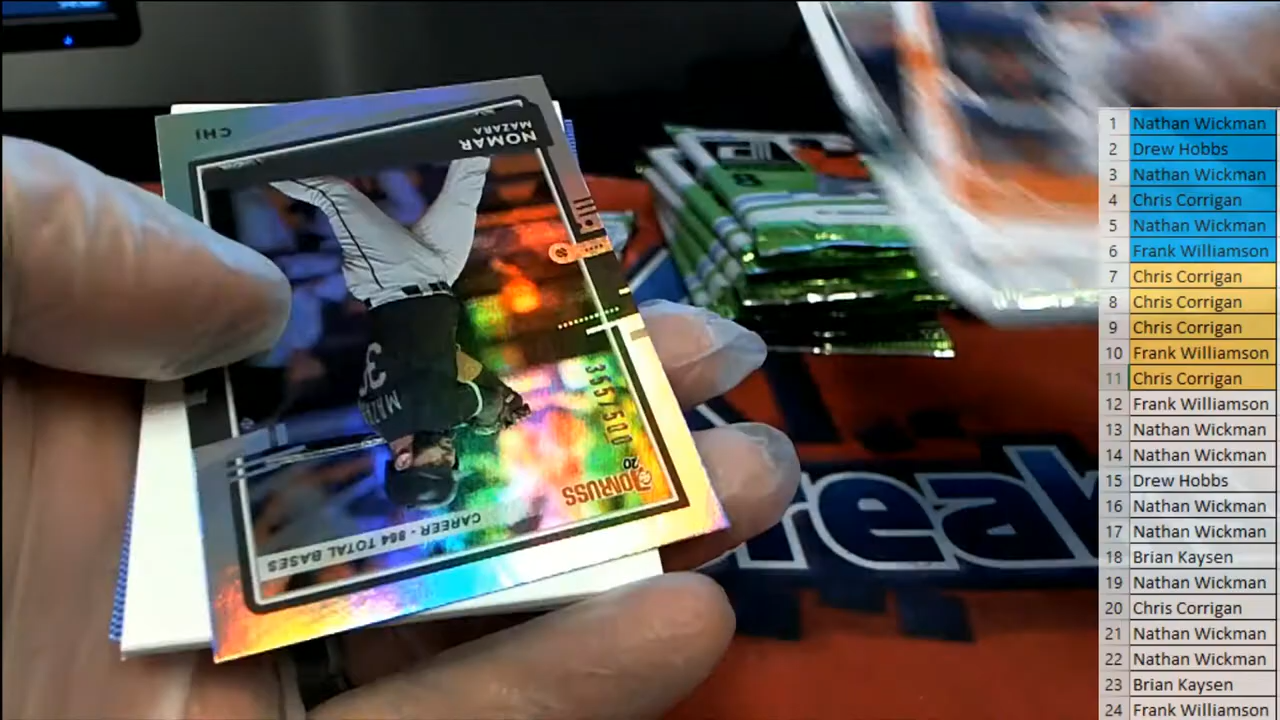 CHI
NOMAR
MAZARA
365/500
20
DONRUSS
CAREER - 864 TOTAL BASES
8
reak
1 Nathan Wickman
2 Drew Hobbs
3 Nathan Wickman
4 Chris Corrigan
5 Nathan Wickman
6 Frank Williamson
7 Chris Corrigan
8 Chris Corrigan
9 Chris Corrigan
10 Frank Williamson
11 Chris Corrigan
12 Frank Williamson
13 Nathan Wickman
14 Nathan Wickman
15 Drew Hobbs
16 Nathan Wickman
17 Nathan Wickman
18 Brian Kaysen
19 Nathan Wickman
20 Chris Corrigan
21 Nathan Wickman
22 Nathan Wickman
23 Brian Kaysen
24 Frank Williamson